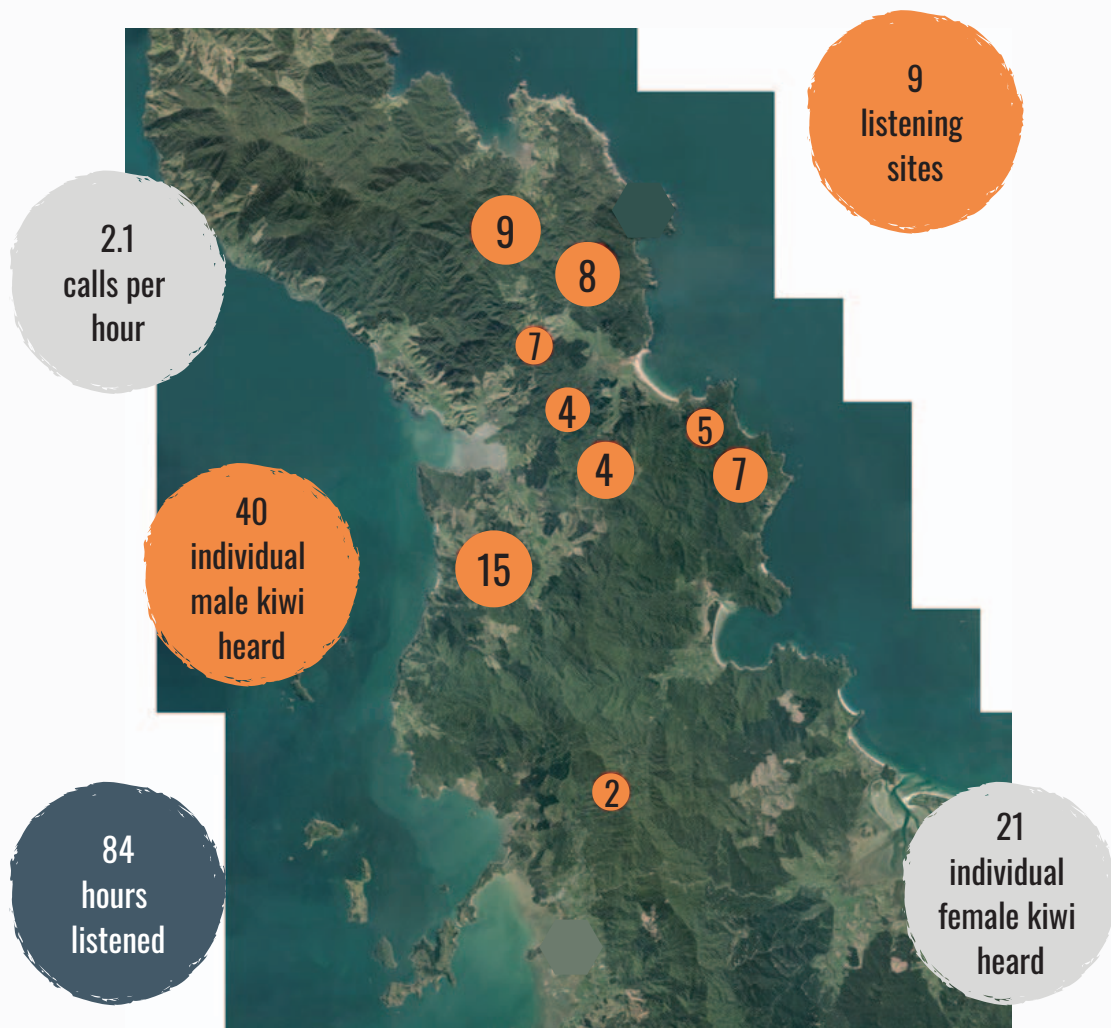 9
listening
sites
2.1
calls per
hour
9
8
7
4
5
4
7
40
individual
male kiwi
heard
15
2
84
hours
listened
21
individual
female kiwi
heard